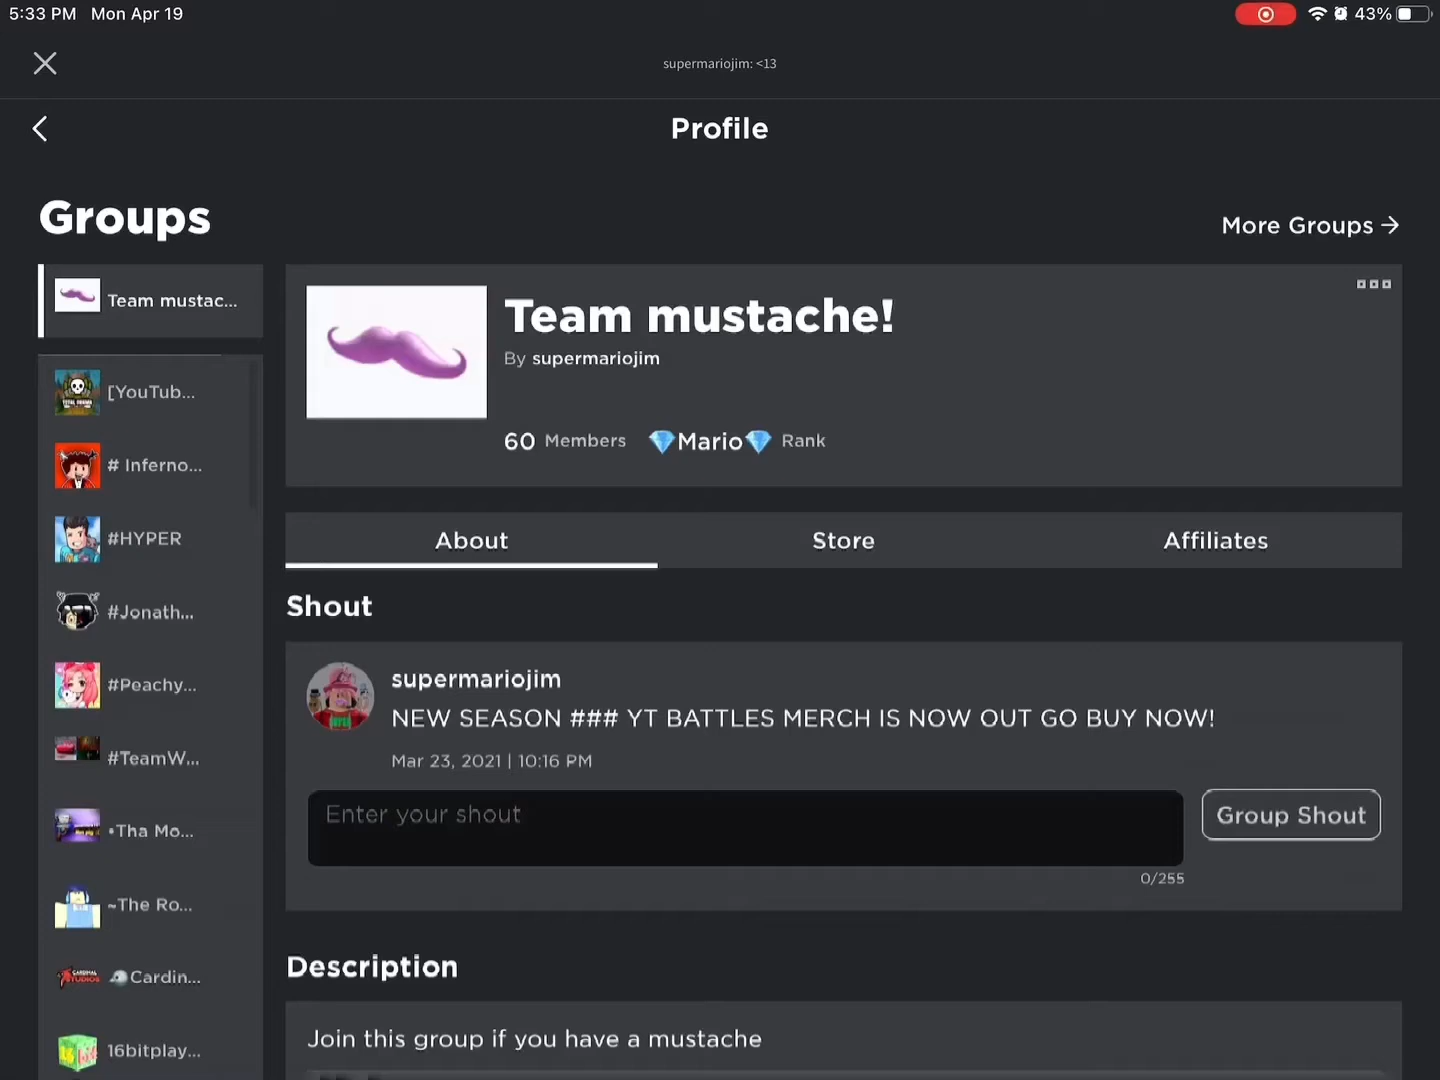 5:33 PM Mon Apr 19
43%
supermariojim: <13
Profile
Groups
More Groups →
Team mustac...
[YouTub...
# Inferno...
#HYPER
#Jonath...
#Peachy...
#TeamW...
•Tha Mo...
~The Ro...
Cardin...
16bitplay...
Team mustache!
By supermariojim
60 Members 💎Mario💎 Rank
About
Store
Affiliates
Shout
supermariojim
NEW SEASON ### YT BATTLES MERCH IS NOW OUT GO BUY NOW!
Mar 23, 2021 | 10:16 PM
Enter your shout
Group Shout
0/255
Description
Join this group if you have a mustache